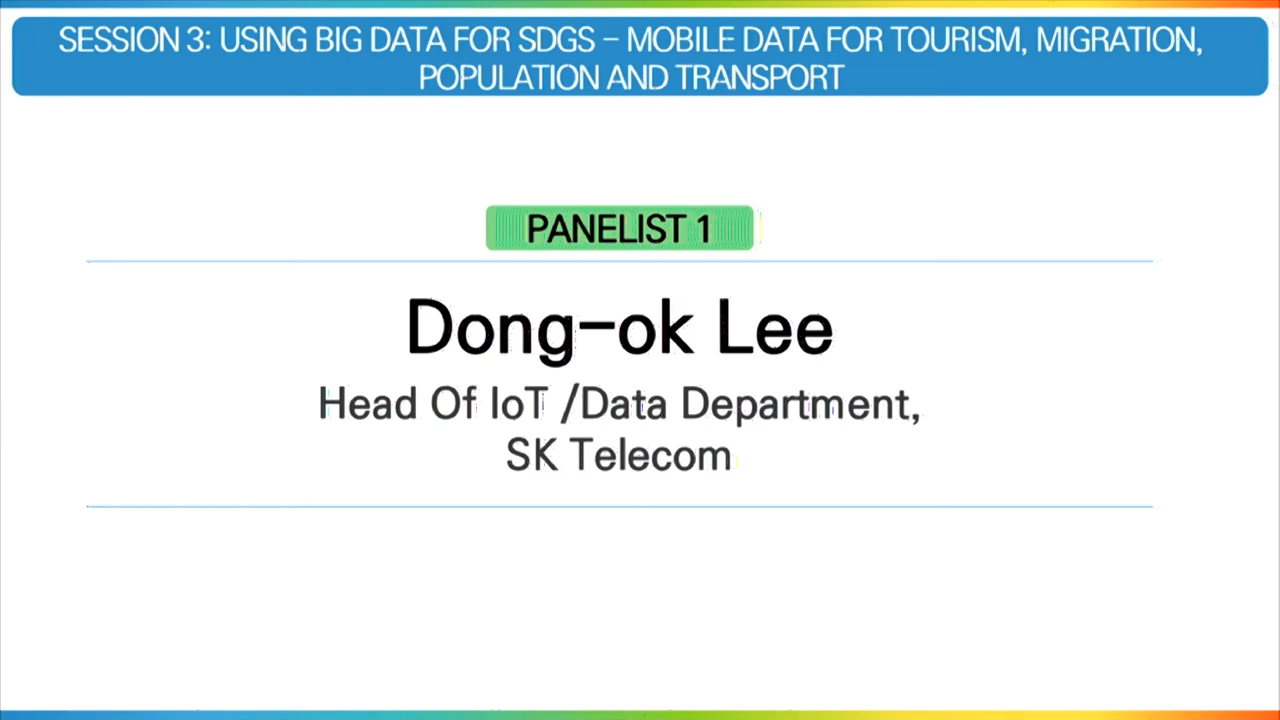 SESSION 3: USING BIG DATA FOR SDGS – MOBILE DATA FOR TOURISM, MIGRATION,
POPULATION AND TRANSPORT
PANELIST 1
Dong-ok Lee
Head Of IoT /Data Department,
SK Telecom